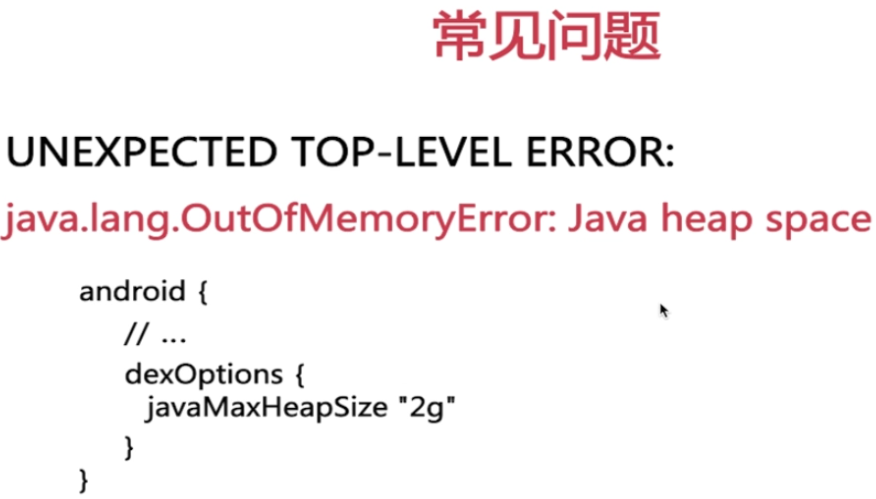 常见问题
UNEXPECTED TOP-LEVEL ERROR:
java.lang.OutOfMemoryError: Java heap space
android {
// ...
dexOptions {
javaMaxHeapSize "2g"
}
}